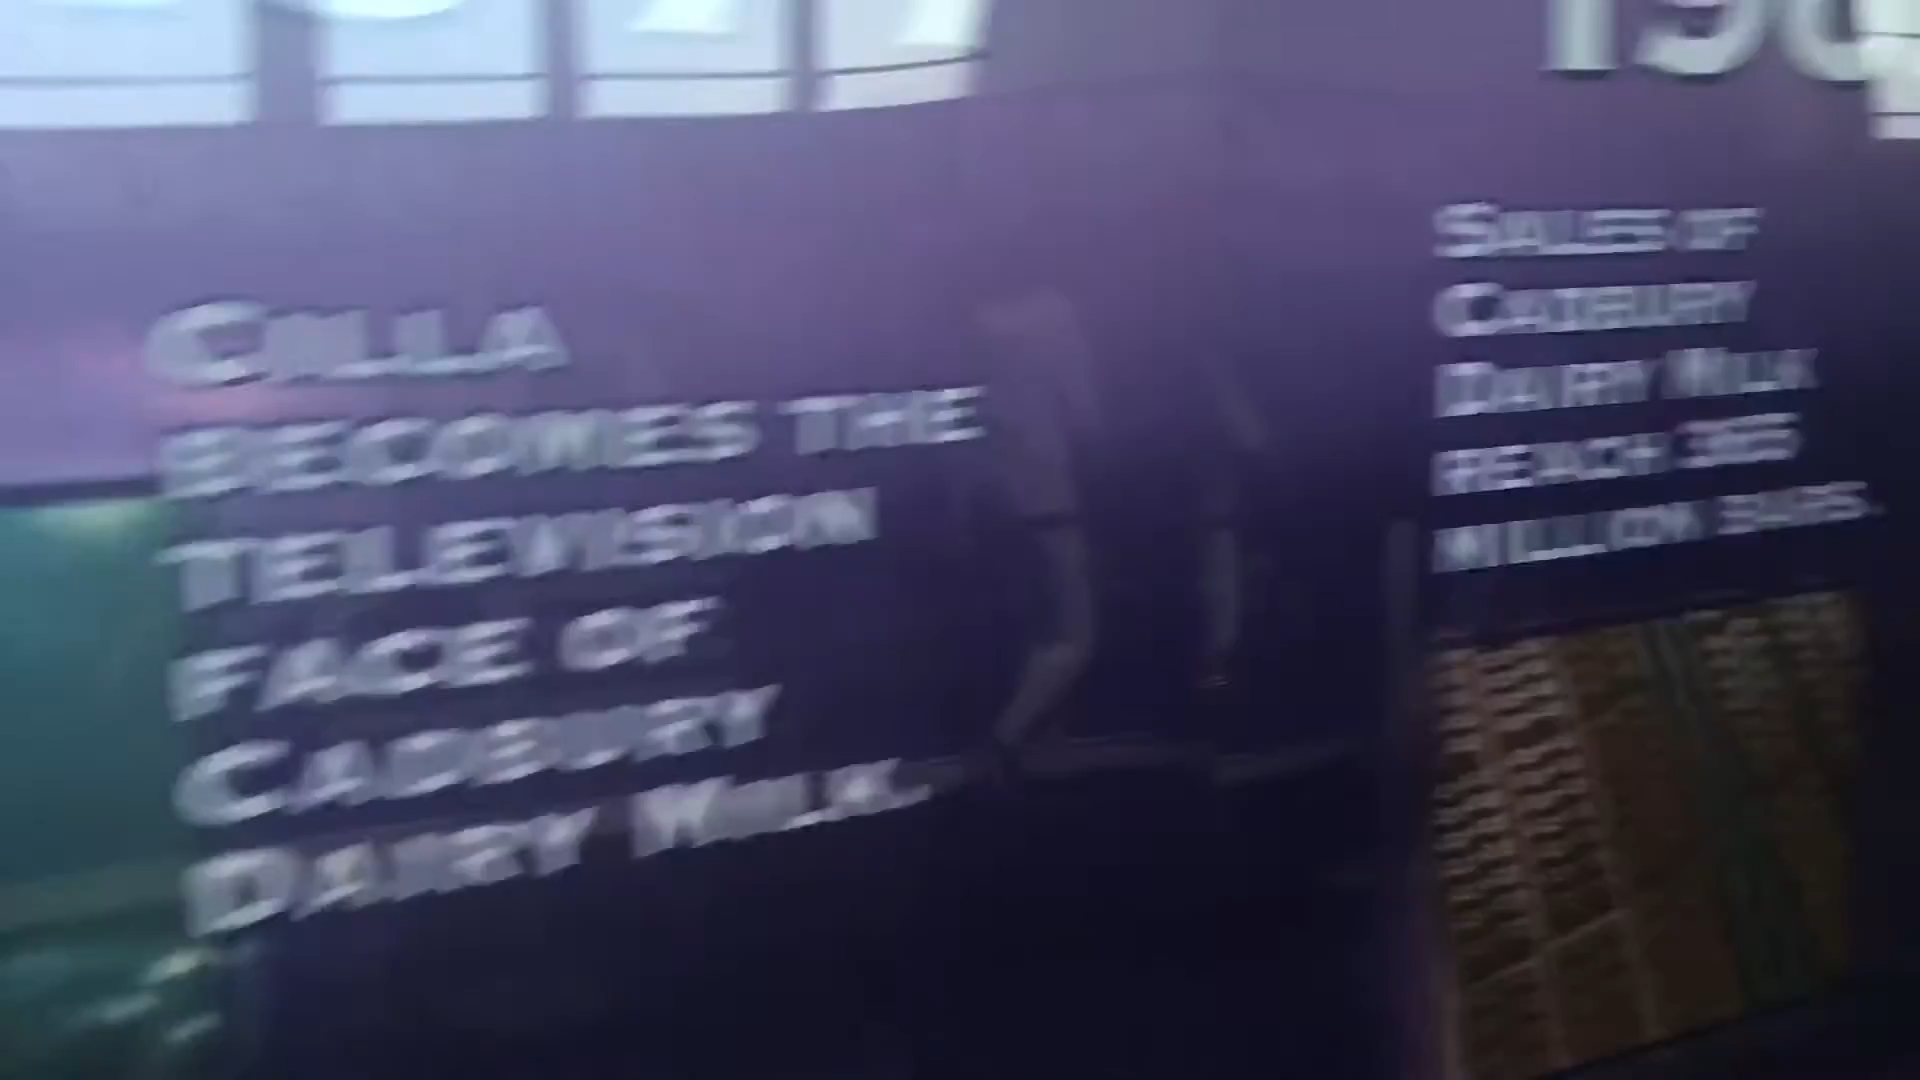 Cilla
becomes the
television
face of
Cadbury
Dairy Milk.
Sales of
Cadbury
Dairy Milk
reach 365
million bars.